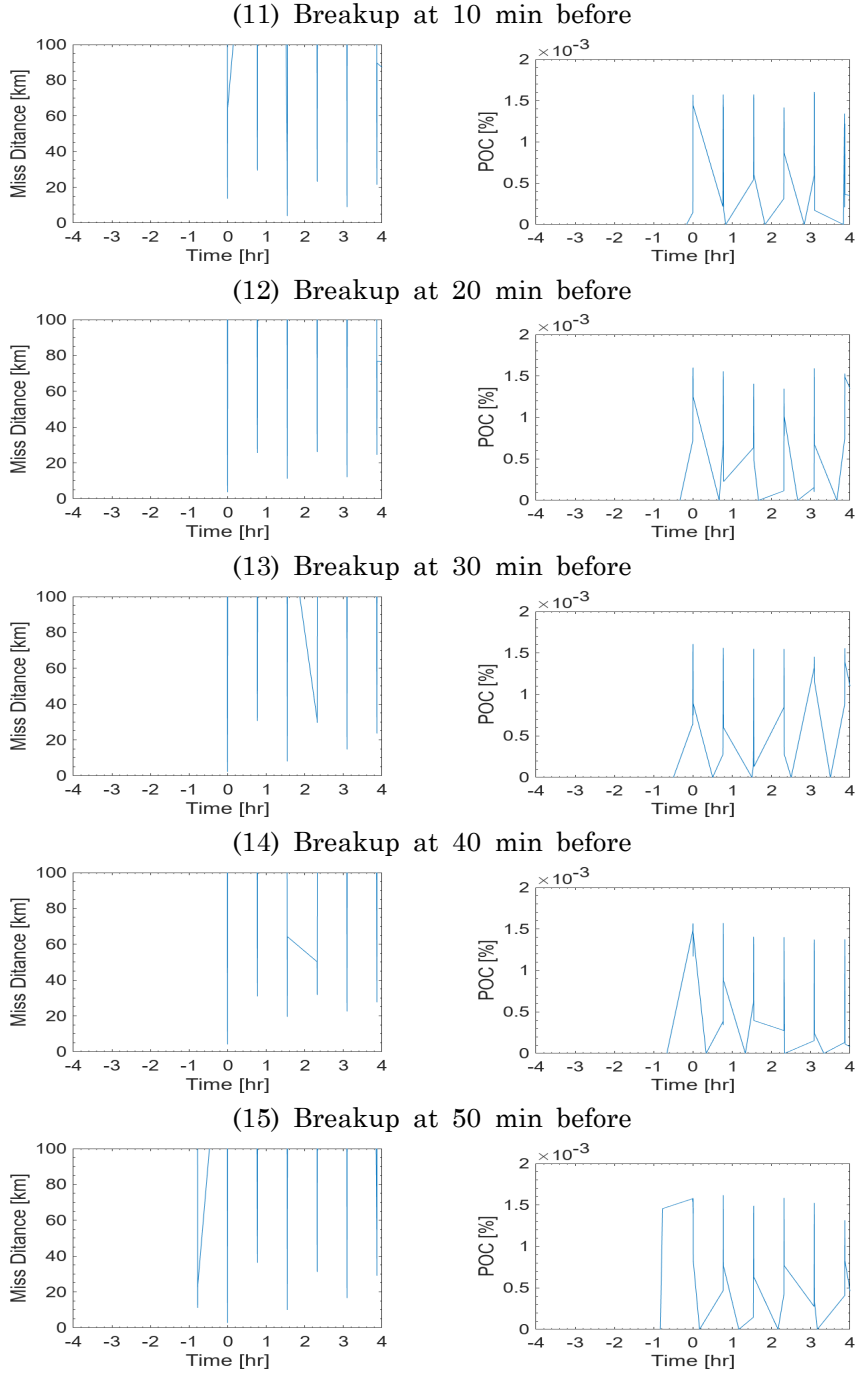 (11) Breakup at 10 min before
100
80
60
40
20
0
Miss Ditance [km]
-4 -3 -2 -1 0 1 2 3 4
Time [hr]
×10-3
2
1.5
1
0.5
0
POC [%]
-4 -3 -2 -1 0 1 2 3 4
Time [hr]
(12) Breakup at 20 min before
100
80
60
40
20
0
Miss Ditance [km]
-4 -3 -2 -1 0 1 2 3 4
Time [hr]
×10-3
2
1.5
1
0.5
0
POC [%]
-4 -3 -2 -1 0 1 2 3 4
Time [hr]
(13) Breakup at 30 min before
100
80
60
40
20
0
Miss Ditance [km]
-4 -3 -2 -1 0 1 2 3 4
Time [hr]
×10-3
2
1.5
1
0.5
0
POC [%]
-4 -3 -2 -1 0 1 2 3 4
Time [hr]
(14) Breakup at 40 min before
100
80
60
40
20
0
Miss Ditance [km]
-4 -3 -2 -1 0 1 2 3 4
Time [hr]
×10-3
2
1.5
1
0.5
0
POC [%]
-4 -3 -2 -1 0 1 2 3 4
Time [hr]
(15) Breakup at 50 min before
100
80
60
40
20
0
Miss Ditance [km]
-4 -3 -2 -1 0 1 2 3 4
Time [hr]
×10-3
2
1.5
1
0.5
0
POC [%]
-4 -3 -2 -1 0 1 2 3 4
Time [hr]